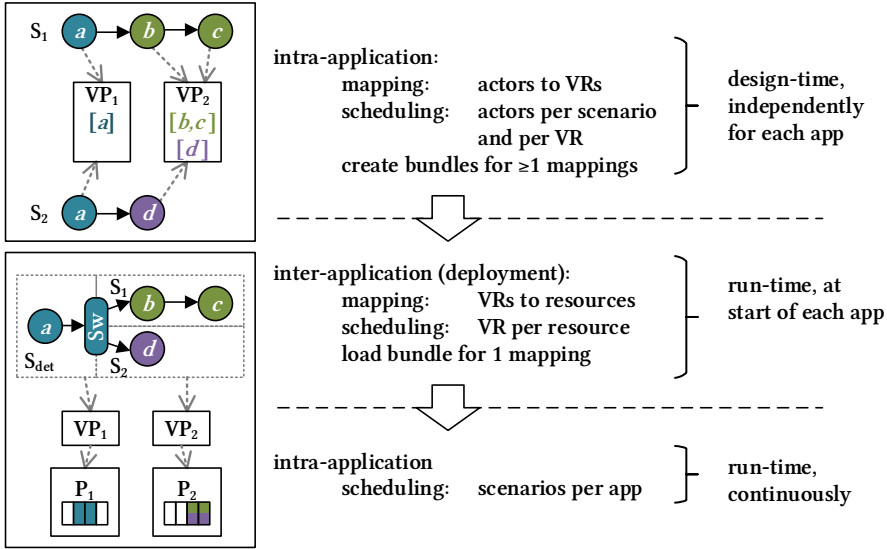 S1 a b c
VP1 VP2
[a] [b,c]
[d]
S2 a d
intra-application:
mapping: actors to VRs
scheduling: actors per scenario
and per VR
create bundles for ≥1 mappings
design-time,
independently
for each app
S1 b c
a Sw
Sdet S2 d
VP1 VP2
P1 P2
inter-application (deployment):
mapping: VRs to resources
scheduling: VR per resource
load bundle for 1 mapping
run-time, at
start of each app
intra-application
scheduling: scenarios per app
run-time,
continuously